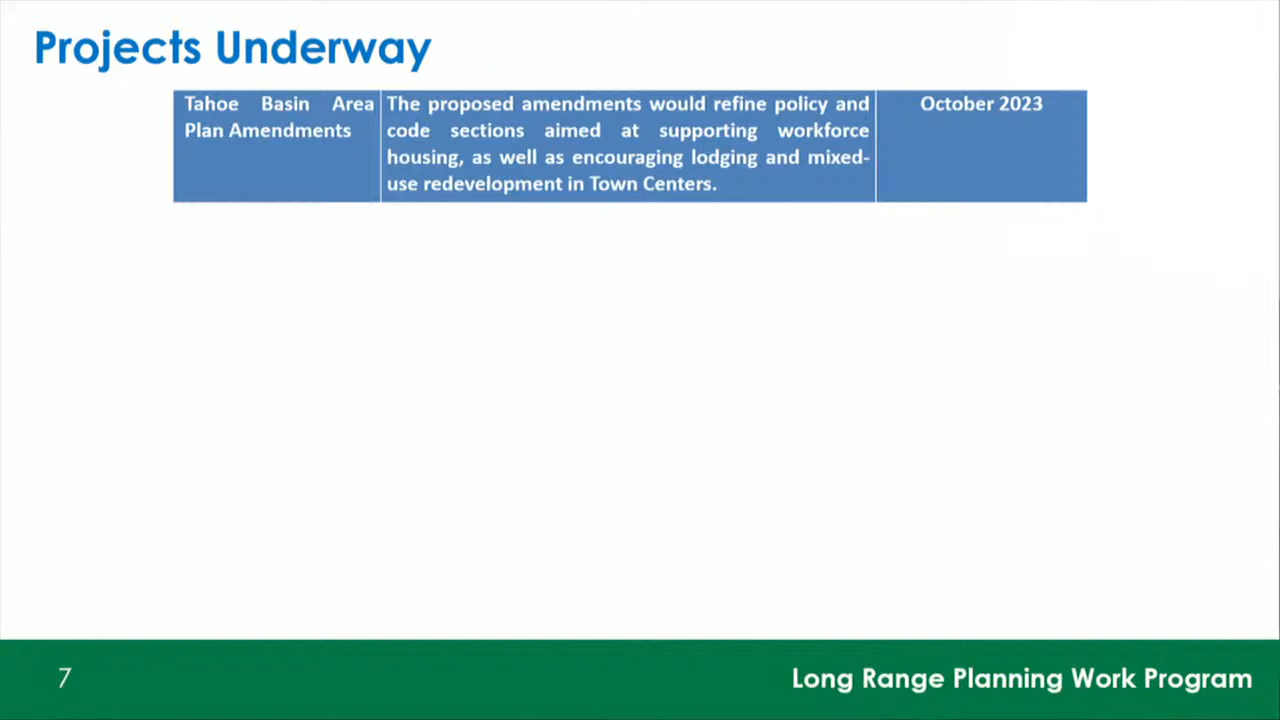 Projects Underway
Tahoe Basin Area
Plan Amendments
The proposed amendments would refine policy and
code sections aimed at supporting workforce
housing, as well as encouraging lodging and mixed-
use redevelopment in Town Centers.
October 2023
7
Long Range Planning Work Program